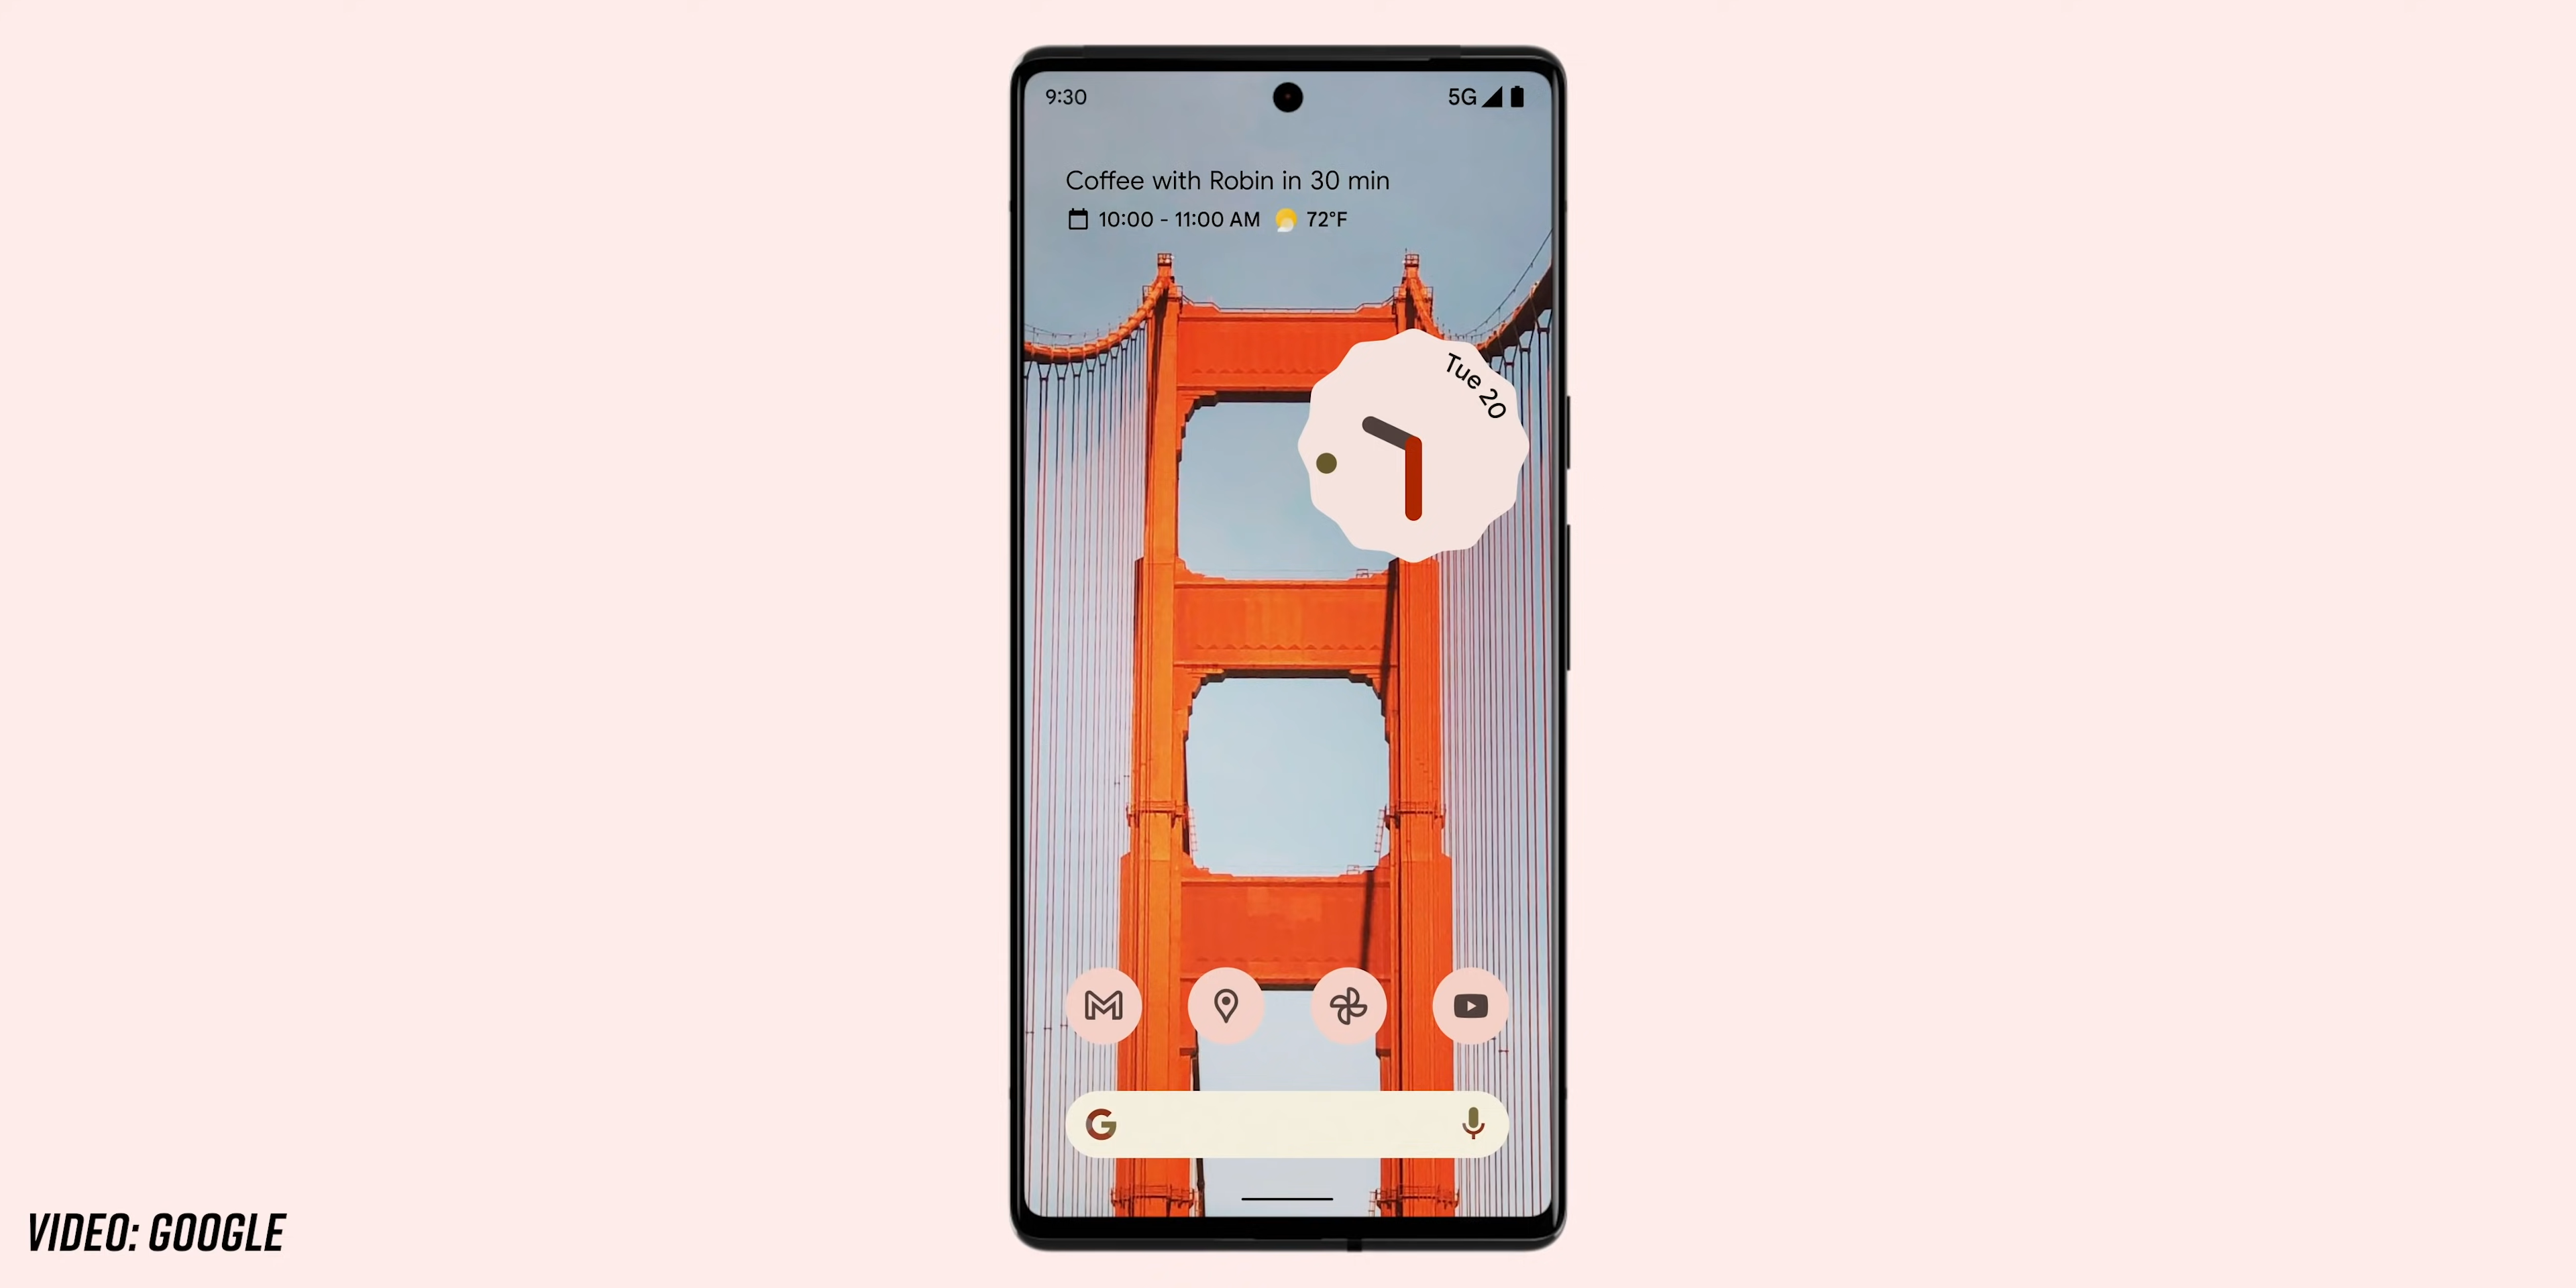 9:30
5G
Coffee with Robin in 30 min
10:00 - 11:00 AM 72°F
Tue 20
G
VIDEO: GOOGLE